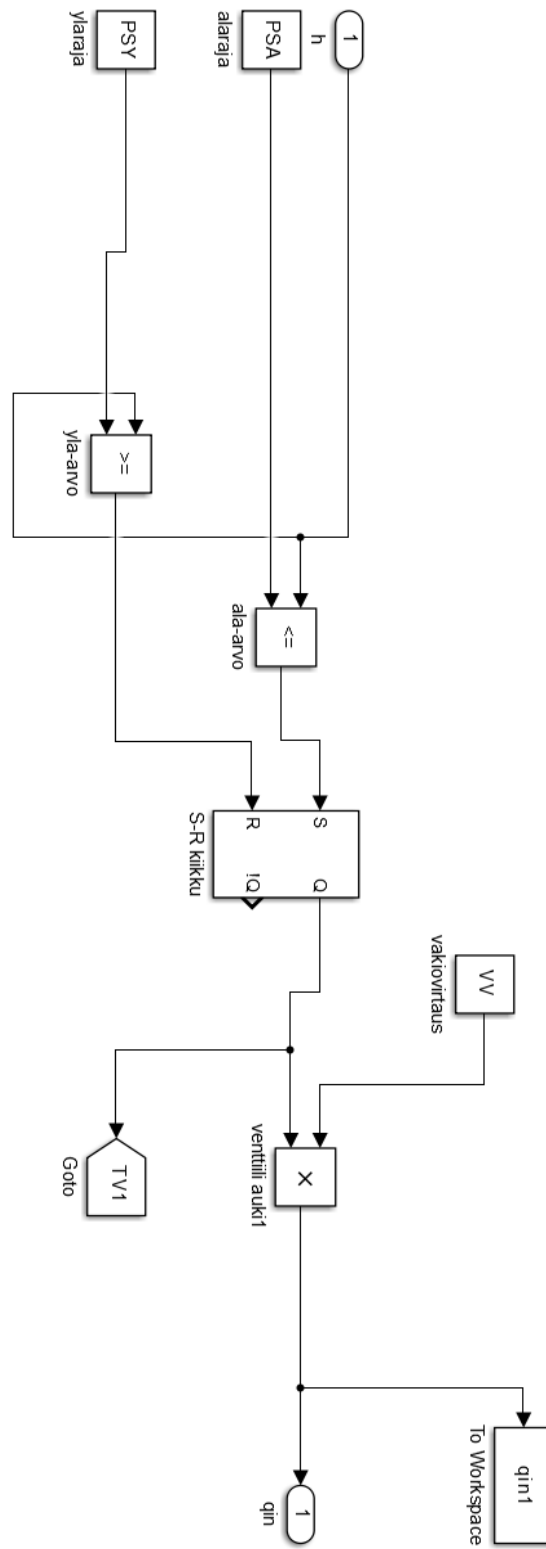 1
h
PSA
alaraja
PSY
ylaraja
>=
yla-arvo
<=
ala-arvo
S
Q
R
!Q
S-R kiikku
VV
vakiovirtaus
×
venttiili auki1
TV1
Goto
qin1
To Workspace
1
qin